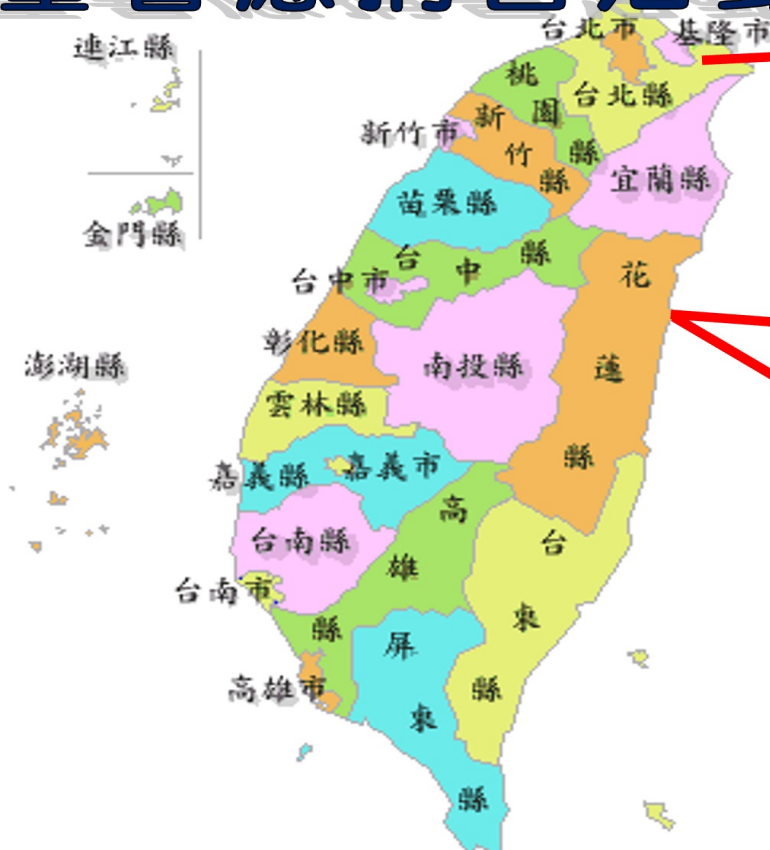 連江縣
金門縣
澎湖縣
台北市
基隆市
台北縣
桃園縣
新竹市
新竹縣
宜蘭縣
苗栗縣
台中縣
台中市
花蓮縣
彰化縣
南投縣
雲林縣
嘉義縣
嘉義市
台南縣
台南市
高雄縣
高雄市
台東縣
屏東縣